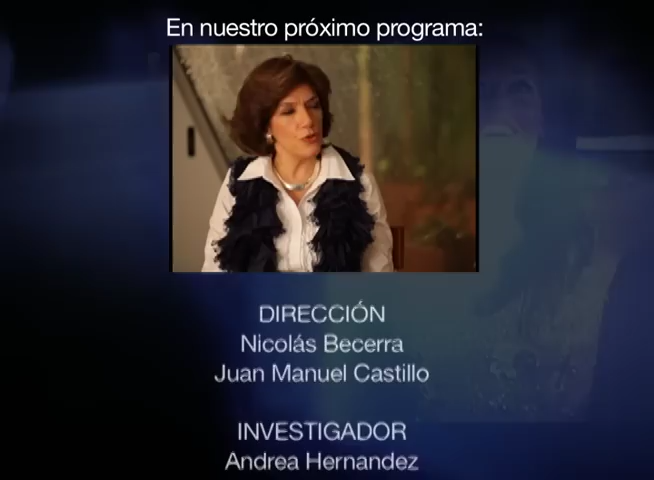 En nuestro próximo programa:
DIRECCIÓN
Nicolás Becerra
Juan Manuel Castillo
INVESTIGADOR
Andrea Hernandez